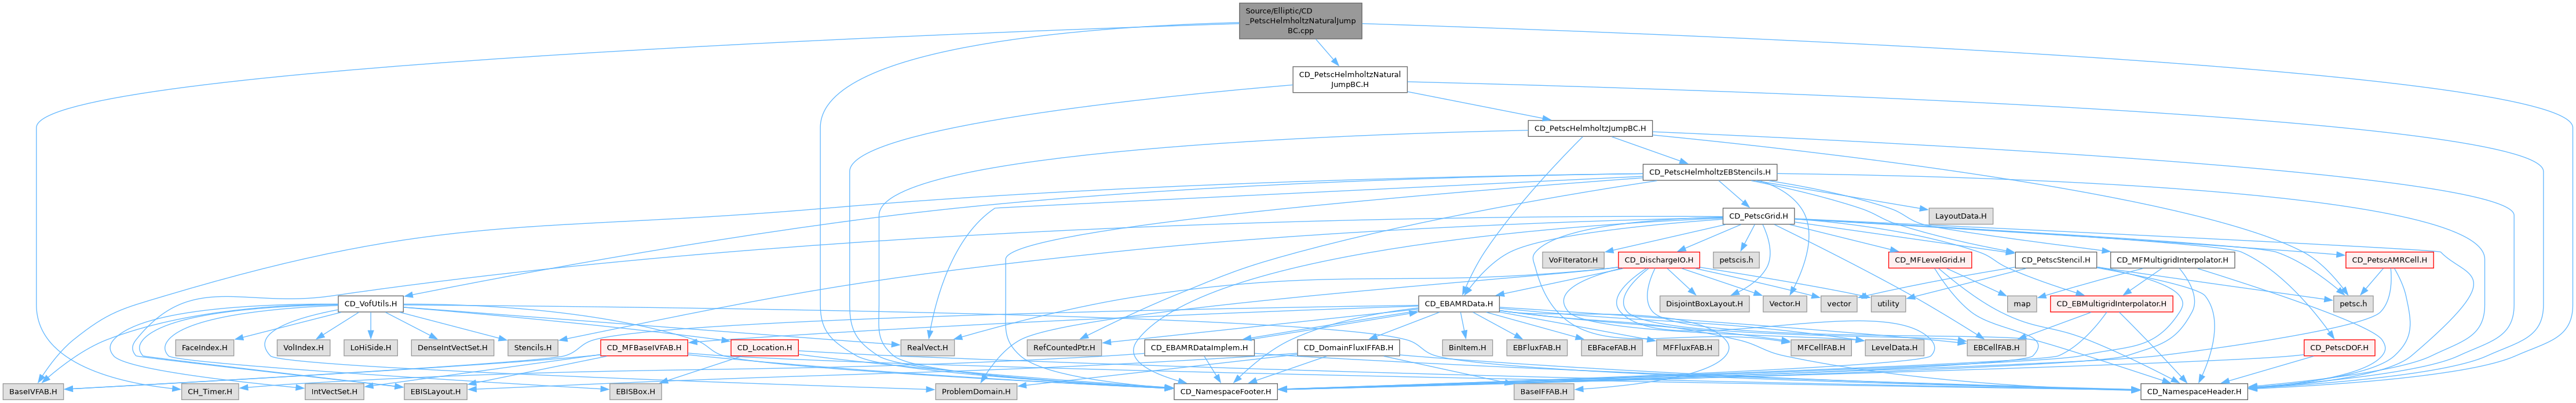 Source/Elliptic/CD
_PetscHelmholtzNaturalJump
BC.cpp
CD_PetscHelmholtzNatural
JumpBC.H
CD_PetscHelmholtzJumpBC.H
CD_PetscHelmholtzEBStencils.H
CD_PetscGrid.H
LayoutData.H
VoFIterator.H
CD_DischargeIO.H
petscis.h
CD_MFLevelGrid.H
CD_PetscStencil.H
CD_MFMultigridInterpolator.H
CD_PetscAMRCell.H
CD_VofUtils.H
CD_EBAMRData.H
DisjointBoxLayout.H
Vector.H
vector
utility
map
CD_EBMultigridInterpolator.H
petsc.h
FaceIndex.H
VolIndex.H
LoHiSide.H
DenseIntVectSet.H
Stencils.H
CD_MFBaseIVFAB.H
CD_Location.H
RealVect.H
RefCountedPtr.H
CD_EBAMRDataImplem.H
CD_DomainFluxIFFAB.H
BinItem.H
EBFluxFAB.H
EBFaceFAB.H
MFFluxFAB.H
MFCellFAB.H
LevelData.H
EBCellFAB.H
CD_PetscDOF.H
BaseIVFAB.H
CH_Timer.H
IntVectSet.H
EBISLayout.H
EBISBox.H
ProblemDomain.H
CD_NamespaceFooter.H
BaseIFFAB.H
CD_NamespaceHeader.H